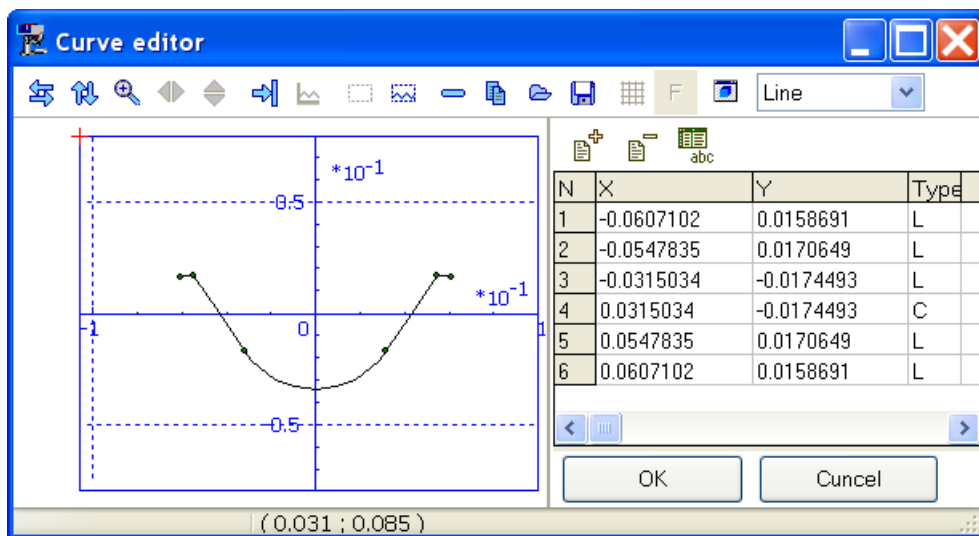 Curve editor
F
Line
abc
*10-1
0.5
*10-1
-1
0
1
-0.5
N X Y Type
1 -0.0607102 0.0158691 L
2 -0.0547835 0.0170649 L
3 -0.0315034 -0.0174493 L
4 0.0315034 -0.0174493 C
5 0.0547835 0.0170649 L
6 0.0607102 0.0158691 L
OK
Cuncel
(0.031 ; 0.085)